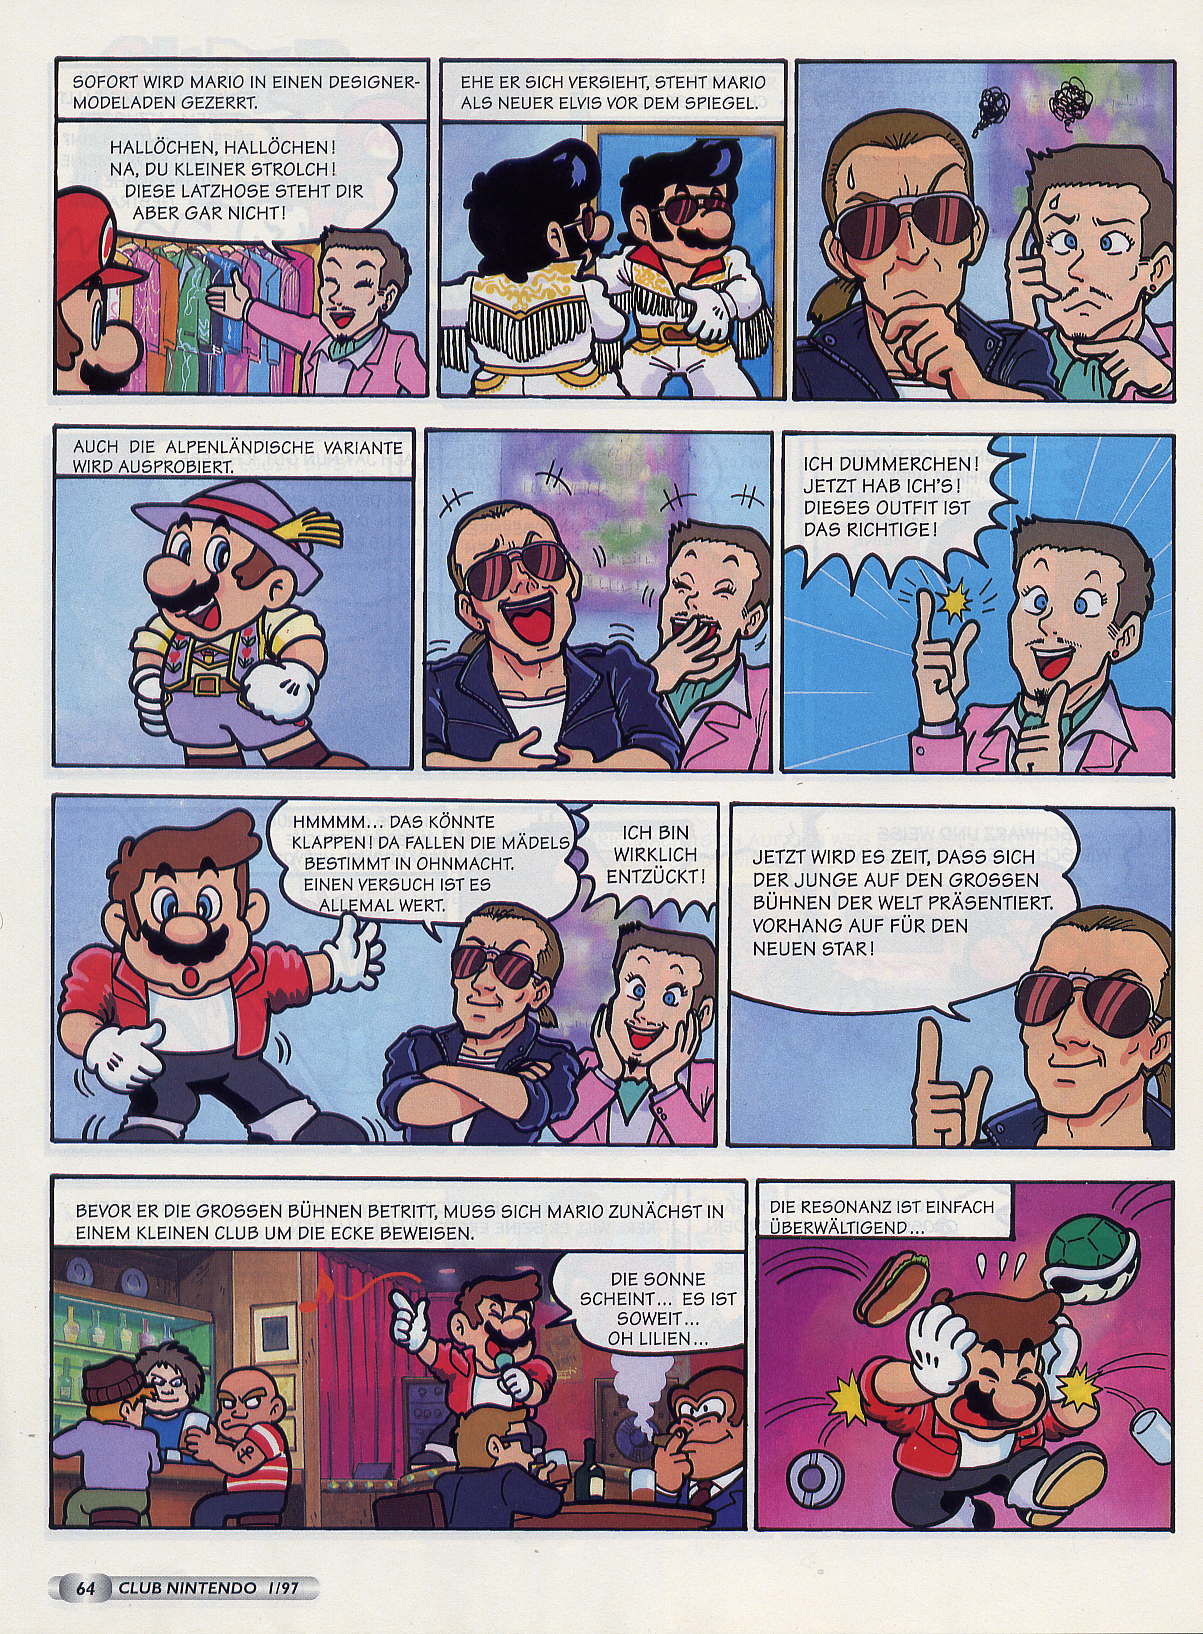 SOFORT WIRD MARIO IN EINEN DESIGNER-
MODELADEN GEZERRT.
HALLÖCHEN, HALLÖCHEN!
NA, DU KLEINER STROLCH!
DIESE LATZHOSE STEHT DIR
ABER GAR NICHT!
M
EHE ER SICH VERSIEHT, STEHT MARIO
ALS NEUER ELVIS VOR DEM SPIEGEL.
AUCH DIE ALPENLÄNDISCHE VARIANTE
WIRD AUSPROBIERT.
ICH DUMMERCHEN!
JETZT HAB ICH'S!
DIESES OUTFIT IST
DAS RICHTIGE!
HMMMM... DAS KÖNNTE
KLAPPEN! DA FALLEN DIE MÄDELS
BESTIMMT IN OHNMACHT.
EINEN VERSUCH IST ES
ALLEMAL WERT.
ICH BIN
WIRKLICH
ENTZÜCKT!
JETZT WIRD ES ZEIT, DASS SICH
DER JUNGE AUF DEN GROSSEN
BÜHNEN DER WELT PRÄSENTIERT.
VORHANG AUF FÜR DEN
NEUEN STAR!
BEVOR ER DIE GROSSEN BÜHNEN BETRITT, MUSS SICH MARIO ZUNÄCHST IN
EINEM KLEINEN CLUB UM DIE ECKE BEWEISEN.
DIE SONNE
SCHEINT... ES IST
SOWEIT...
OH LILIEN...
DIE RESONANZ IST EINFACH
ÜBERWÄLTIGEND...
64 CLUB NINTENDO 1/97